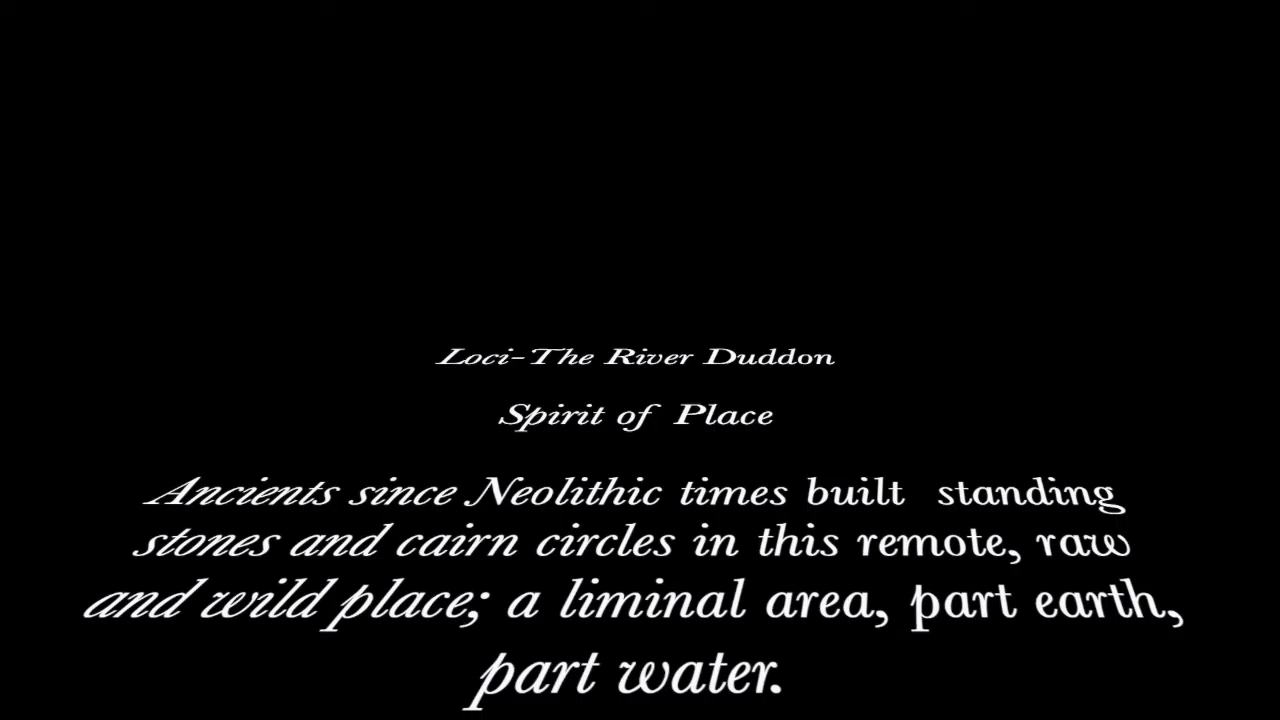 Loci-The River Duddon
Spirit of Place
Ancients since Neolithic times built standing
stones and cairn circles in this remote, raw
and wild place; a liminal area, part earth,
part water.